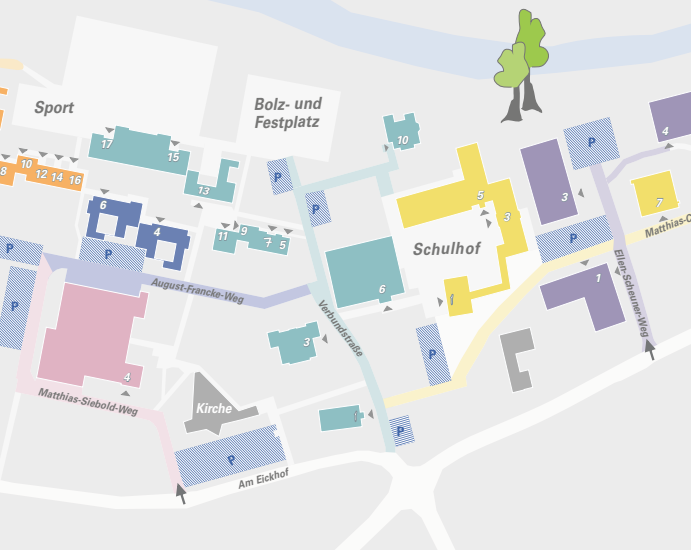 Sport
Bolz- und
Festplatz
17
15
13
10
8
10
12
14
16
6
4
11
9
7
5
P
P
P
P
P
August-Francke-Weg
Verbundstraße
6
3
5
3
Schulhof
P
3
P
4
7
P
Matthias-C
1
Ellen-Scheuner-Weg
4
Matthias-Siebold-Weg
Kirche
P
P
Am Eickhof